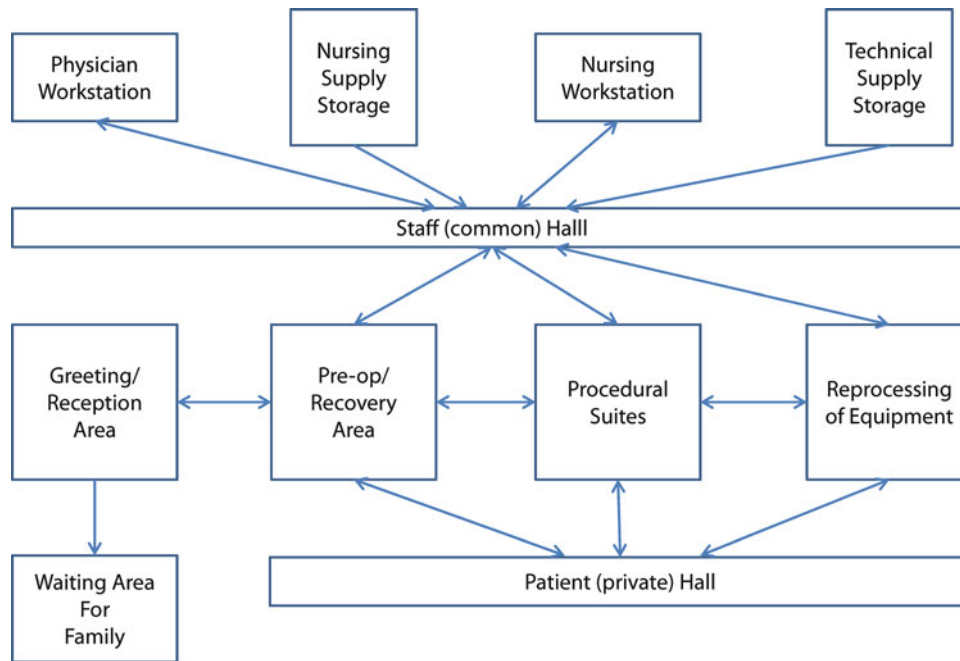 Physician
Workstation
Nursing
Supply
Storage
Nursing
Workstation
Technical
Supply
Storage
Staff (common) Halll
Greeting/
Reception
Area
Pre-op/
Recovery
Area
Procedural
Suites
Reprocessing
of Equipment
Waiting Area
For
Family
Patient (private) Hall